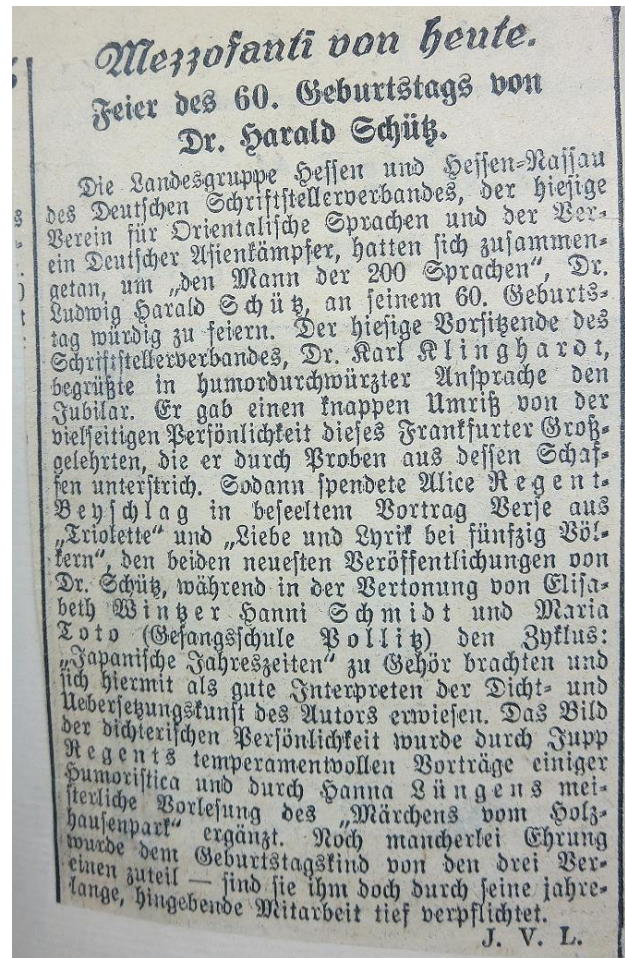 Mezzofanti von heute.
Feier des 60. Geburtstags von
Dr. Harald Schütz.
Die Landesgruppe Hessen und Hessen-Nassau
des Deutschen Schriftstellerverbandes, der hiesige
Verein für Orientalische Sprachen und der Ver-
ein Deutscher Asienkämpfer, hatten sich zusammen-
getan, um „den Mann der 200 Sprachen“, Dr.
Ludwig Harald Schütz, an seinem 60. Geburts-
tag würdig zu feiern. Der hiesige Vorsitzende des
Schriftstellerverbandes, Dr. Karl Klinghardt,
begrüßte in humordurchwürzter Ansprache den
Jubilar. Er gab einen knappen Umriß von der
vielseitigen Persönlichkeit dieses Frankfurter Groß-
gelehrten, die er durch Proben aus dessen Schaf-
fen unterstrich. Sodann spendete Alice Regent-
Beyschlag in beseeltem Vortrag Verse aus
„Triolette“ und „Liebe und Lyrik bei fünfzig Völ-
kern“, den beiden neuesten Veröffentlichungen von
Dr. Schütz, während in der Vertonung von Elisa-
beth Wintzer Hanni Schmidt und Maria
Toto (Gesangsschule Pollitz) den Zyklus:
„Japanische Jahreszeiten“ zu Gehör brachten und
sich hiermit als gute Interpreten der Dicht- und
Uebersetzungskunst des Autors erwiesen. Das Bild
der dichterischen Persönlichkeit wurde durch Jupp
Regents temperamentvollen Vorträge einiger
Humoristica und durch Hanna Lüngens mei-
sterliche Vorlesung des „Märchens vom Holz-
hausenpark“ ergänzt. Noch mancherlei Ehrung
wurde dem Geburtstagskind von den drei Ver-
einen zuteil — sind sie ihm doch durch seine jahre-
lange, hingebende Mitarbeit tief verpflichtet.
J. V. L.